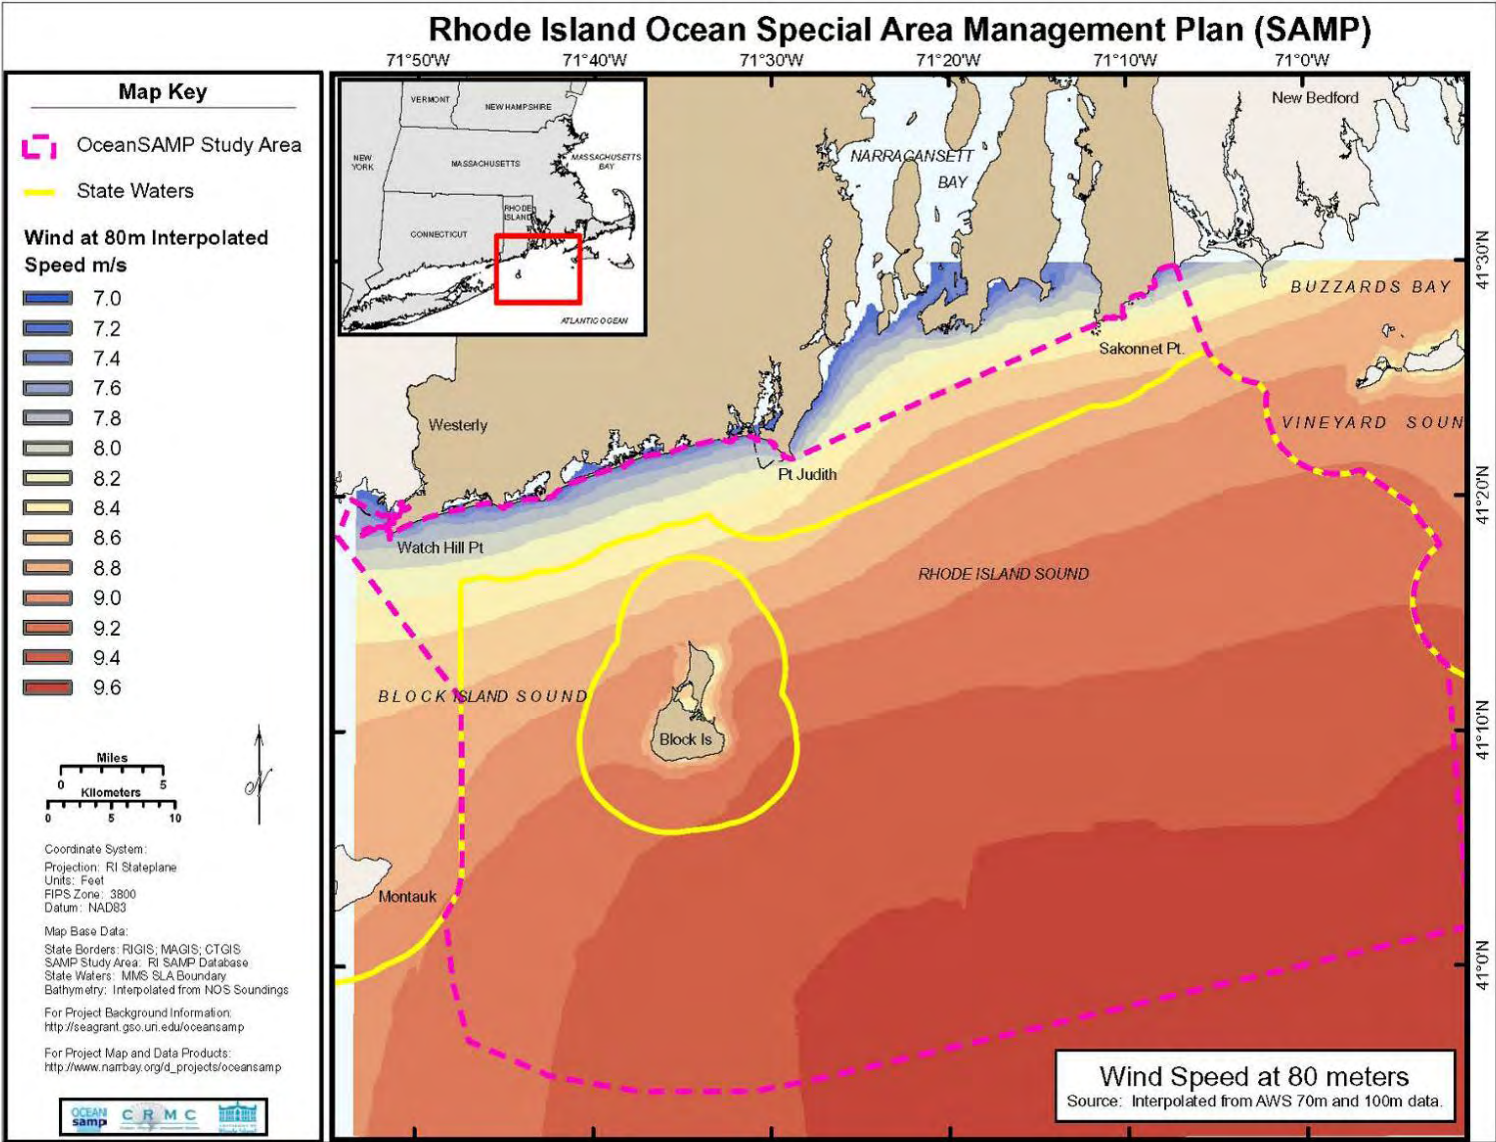 Rhode Island Ocean Special Area Management Plan (SAMP)
71°50'W 71°40'W 71°30'W 71°20'W 71°10'W 71°0'W
Map Key
OceanSAMP Study Area
State Waters
Wind at 80m Interpolated
Speed m/s
7.0
7.2
7.4
7.6
7.8
8.0
8.2
8.4
8.6
8.8
9.0
9.2
9.4
9.6
Miles
0 5
Kilometers
0 5 10
N
Coordinate System:
Projection: RI Stateplane
Units: Feet
FIPS Zone: 3800
Datum: NAD83
Map Base Data:
State Borders: RIGIS; MAGIS; CTGIS
SAMP Study Area: RI SAMP Database
State Waters: MMS SLA Boundary
Bathymetry: Interpolated from NOS Soundings
For Project Background Information:
http://seagrant.gso.uri.edu/oceansamp
For Project Map and Data Products:
http://www.narrbay.org/d_projects/oceansamp
OCEAN
samp
C R M C
VERMONT
NEW HAMPSHIRE
NEW
YORK
MASSACHUSETTS
MASSACHUSETTS
BAY
RHODE
ISLAND
CONNECTICUT
ATLANTIC OCEAN
New Bedford
NARRAGANSETT
BAY
41°30'N
BUZZARDS BAY
Sakonnet Pt.
Westerly
VINEYARD SOUN
Pt Judith
41°20'N
Watch Hill Pt
RHODE ISLAND SOUND
BLOCK ISLAND SOUND
Block Is
41°10'N
Montauk
41°0'N
Wind Speed at 80 meters
Source: Interpolated from AWS 70m and 100m data.